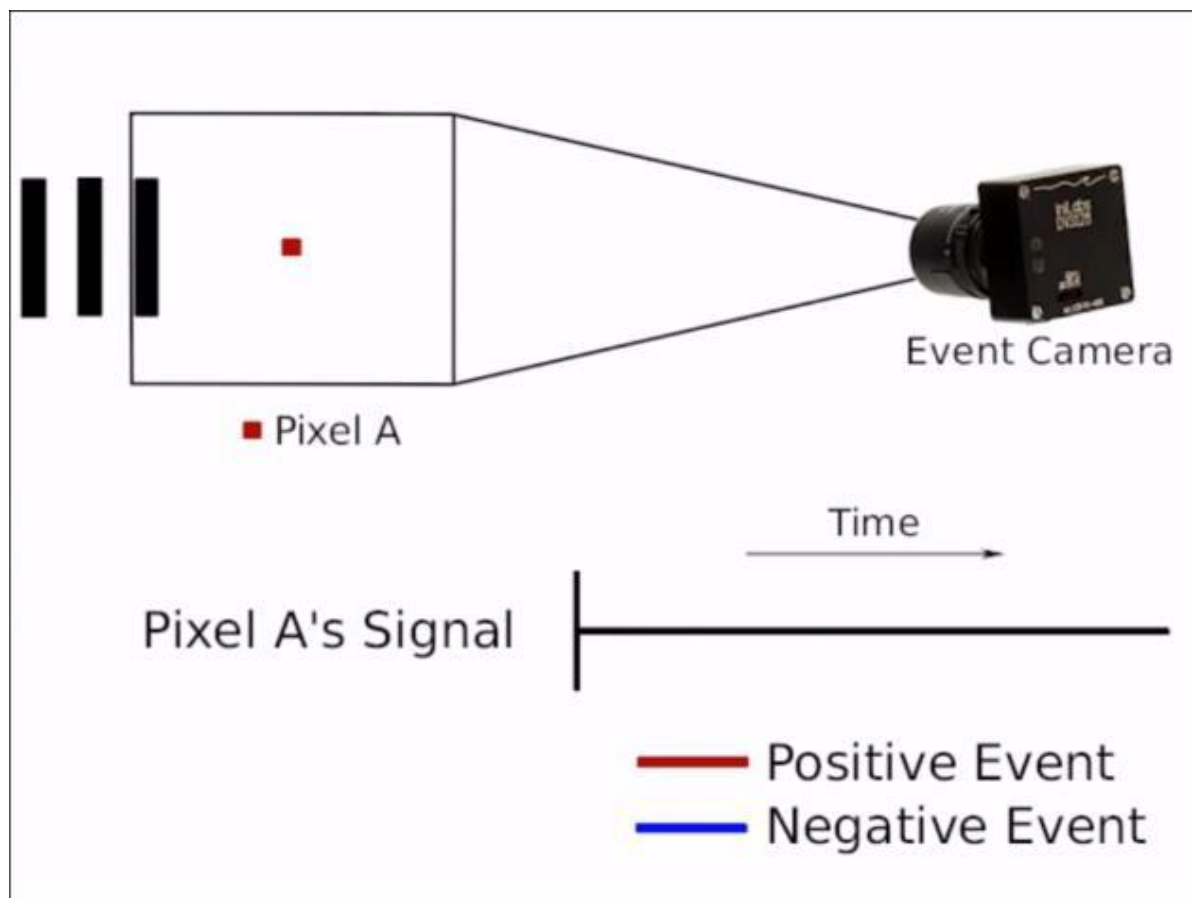 Event Camera
Pixel A
Time
Pixel A's Signal
Positive Event
Negative Event